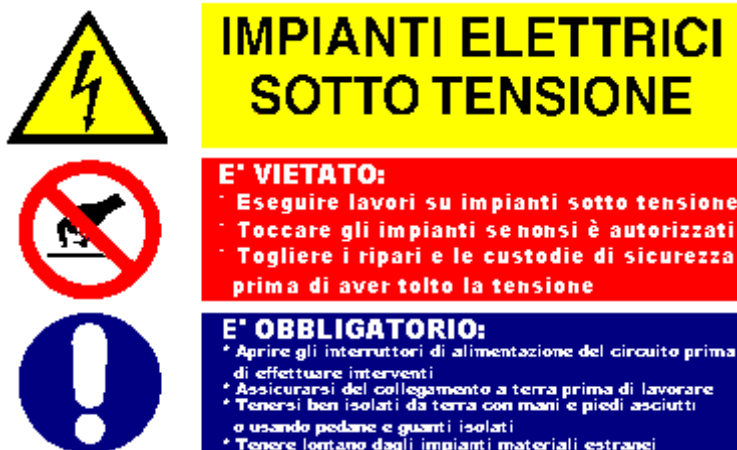 IMPIANTI ELETTRICI
SOTTO TENSIONE
E' VIETATO:
- Eseguire lavori su impianti sotto tensione
- Toccare gli impianti se non si è autorizzati
- Togliere i ripari e le custodie di sicurezza
prima di aver tolto la tensione
E' OBBLIGATORIO:
* Aprire gli interruttori di alimentazione del circuito prima
di effettuare interventi
* Assicurarsi del collegamento a terra prima di lavorare
* Tenersi ben isolati da terra con mani e piedi asciutti
o usando pedane e guanti isolati
* Tenere lontano dagli impianti materiali estranei